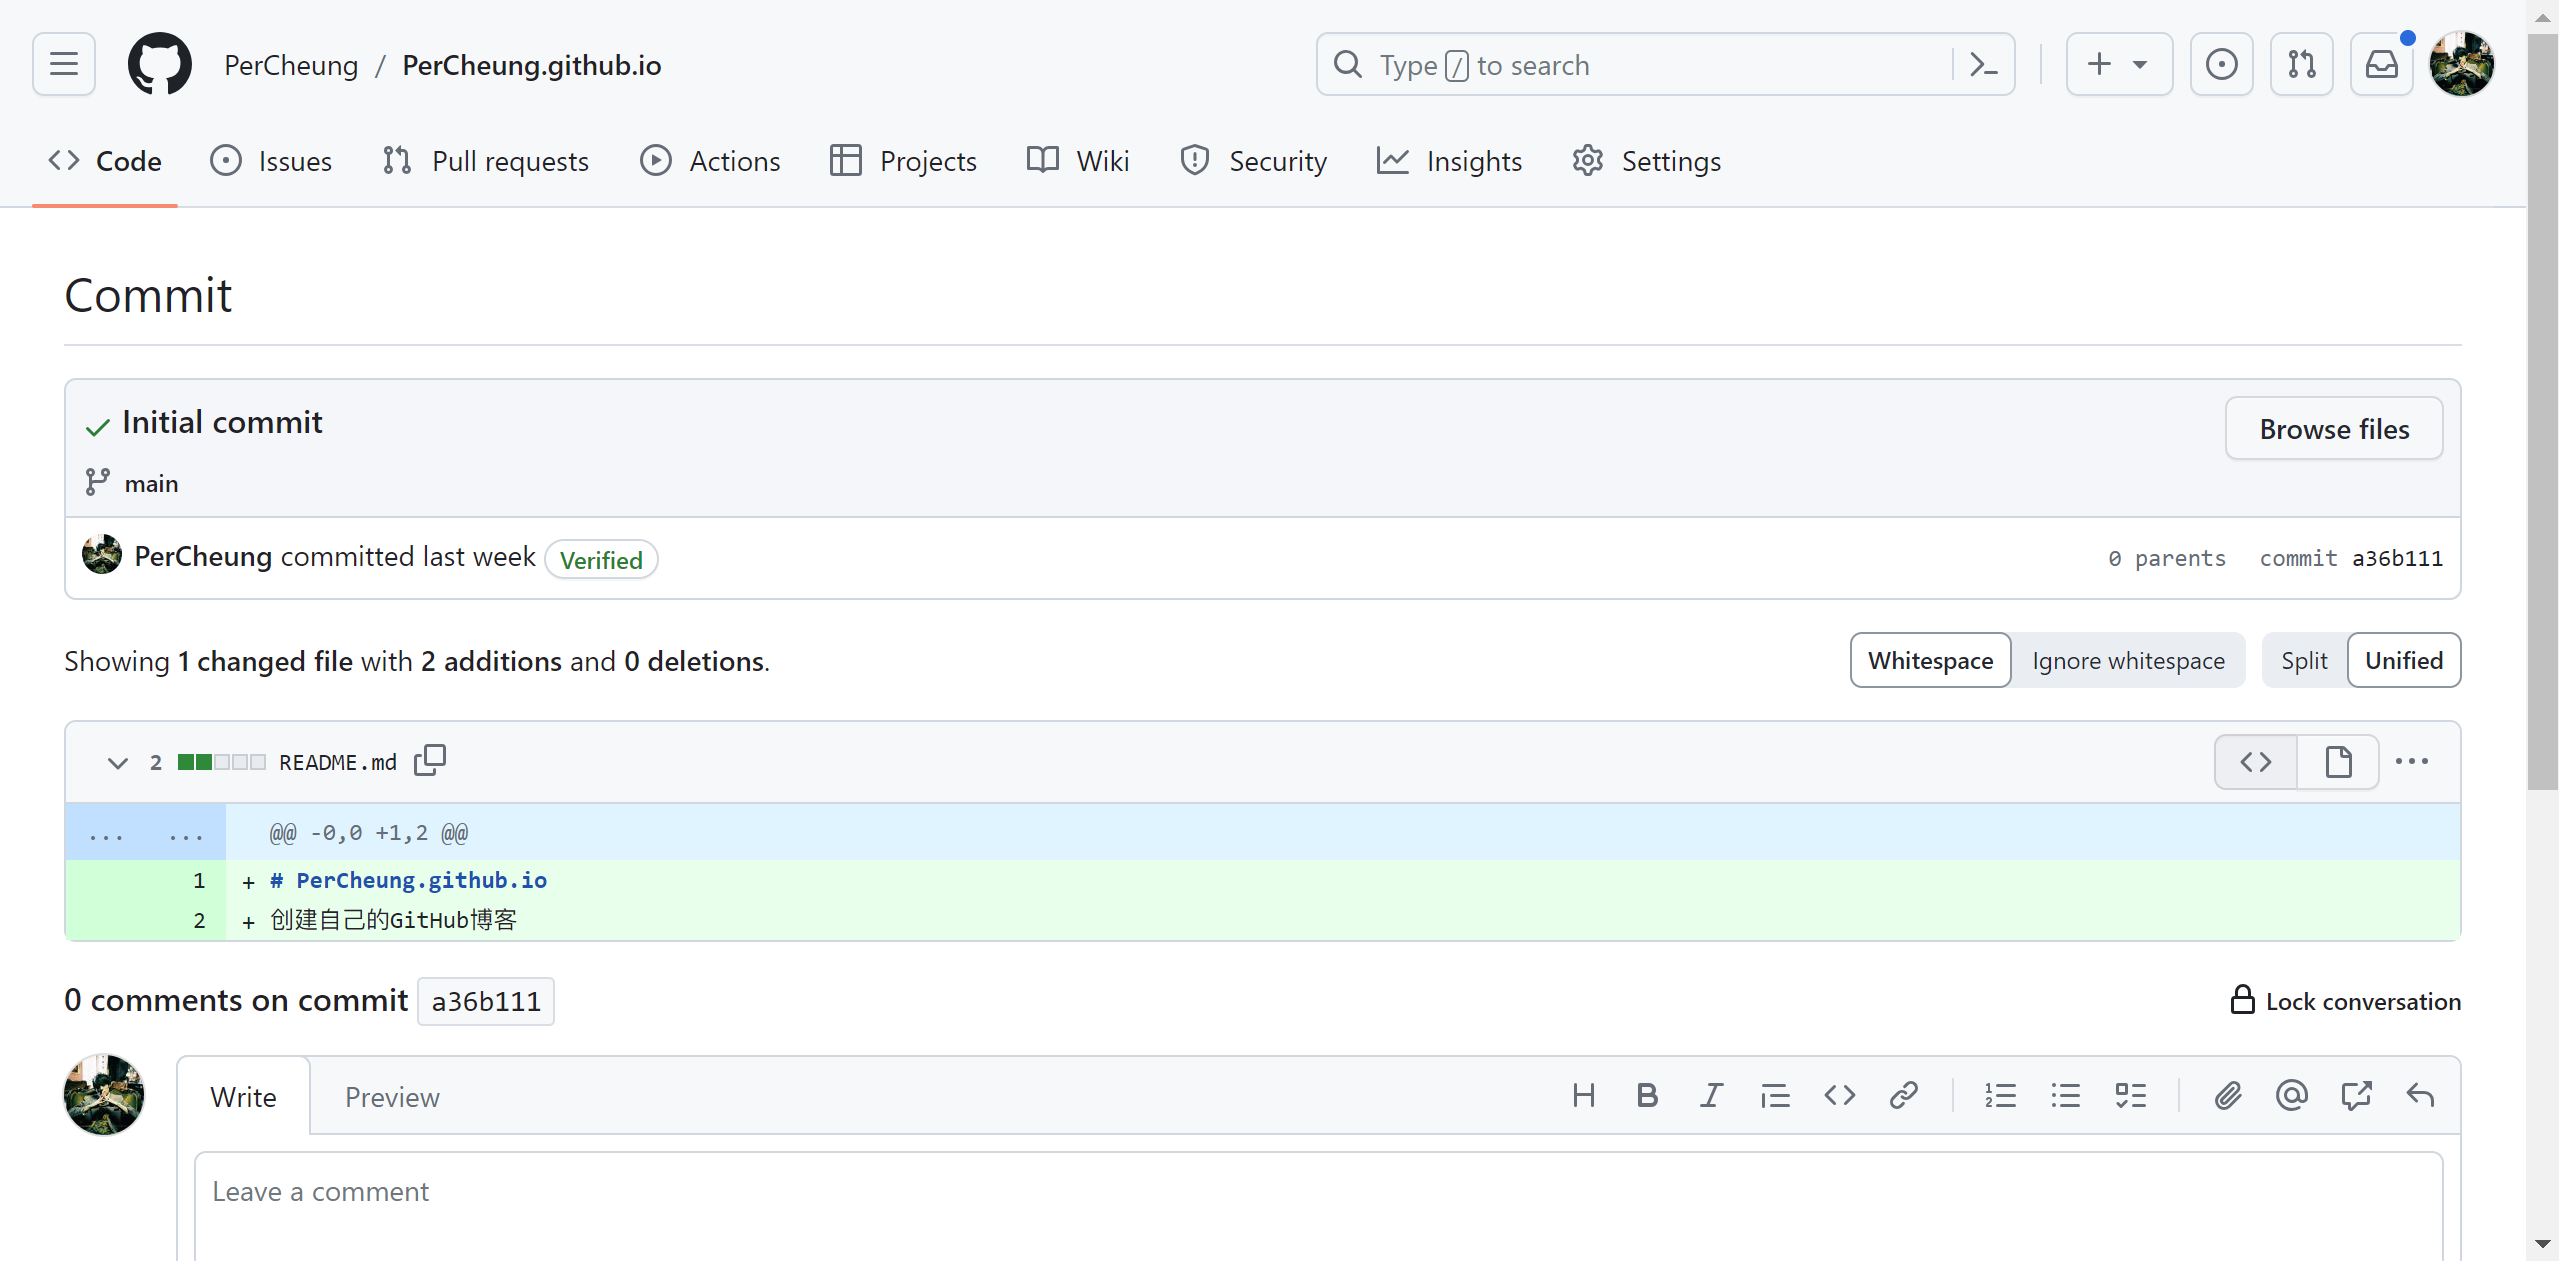 PerCheung / PerCheung.github.io
Type / to search
Code Issues Pull requests Actions Projects Wiki Security Insights Settings
Commit
Initial commit
Browse files
main
PerCheung committed last week Verified
0 parents commit a36b111
Showing 1 changed file with 2 additions and 0 deletions.
Whitespace Ignore whitespace Split Unified
2 README.md
... ... @@ -0,0 +1,2 @@
1 + # PerCheung.github.io
2 + 创建自己的GitHub博客
0 comments on commit a36b111
Lock conversation
Write Preview
Leave a comment